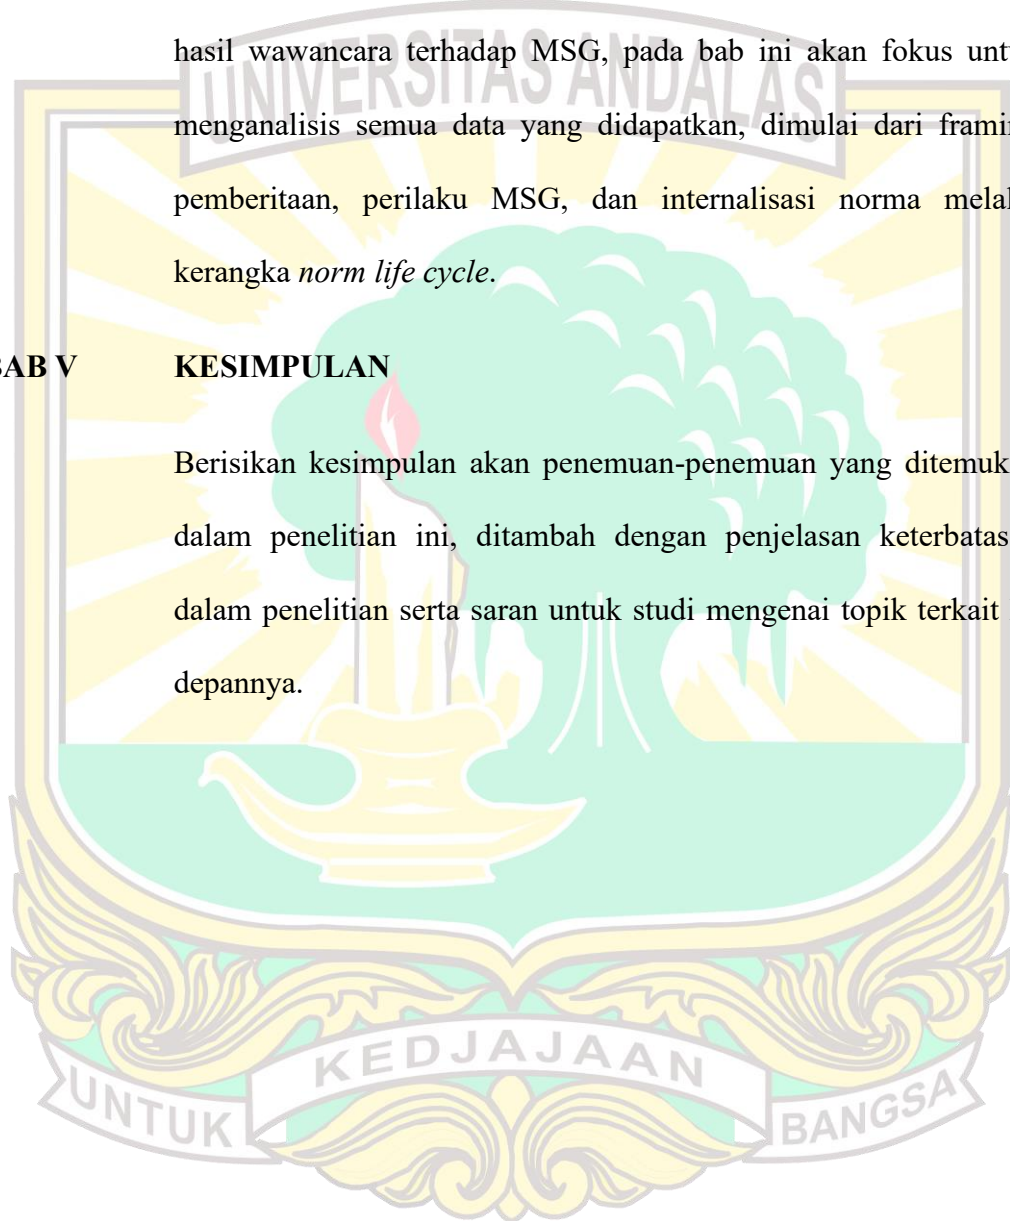 hasil wawancara terhadap MSG, pada bab ini akan fokus unt
UNIVERSITAS ANDALAS
menganalisis semua data yang didapatkan, dimulai dari frami
pemberitaan, perilaku MSG, dan internalisasi norma mela
kerangka norm life cycle.
BAB V KESIMPULAN
Berisikan kesimpulan akan penemuan-penemuan yang ditemuk
dalam penelitian ini, ditambah dengan penjelasan keterbatas
dalam penelitian serta saran untuk studi mengenai topik terkait
depannya.
UNTUK KEDJAJAAN BANGSA